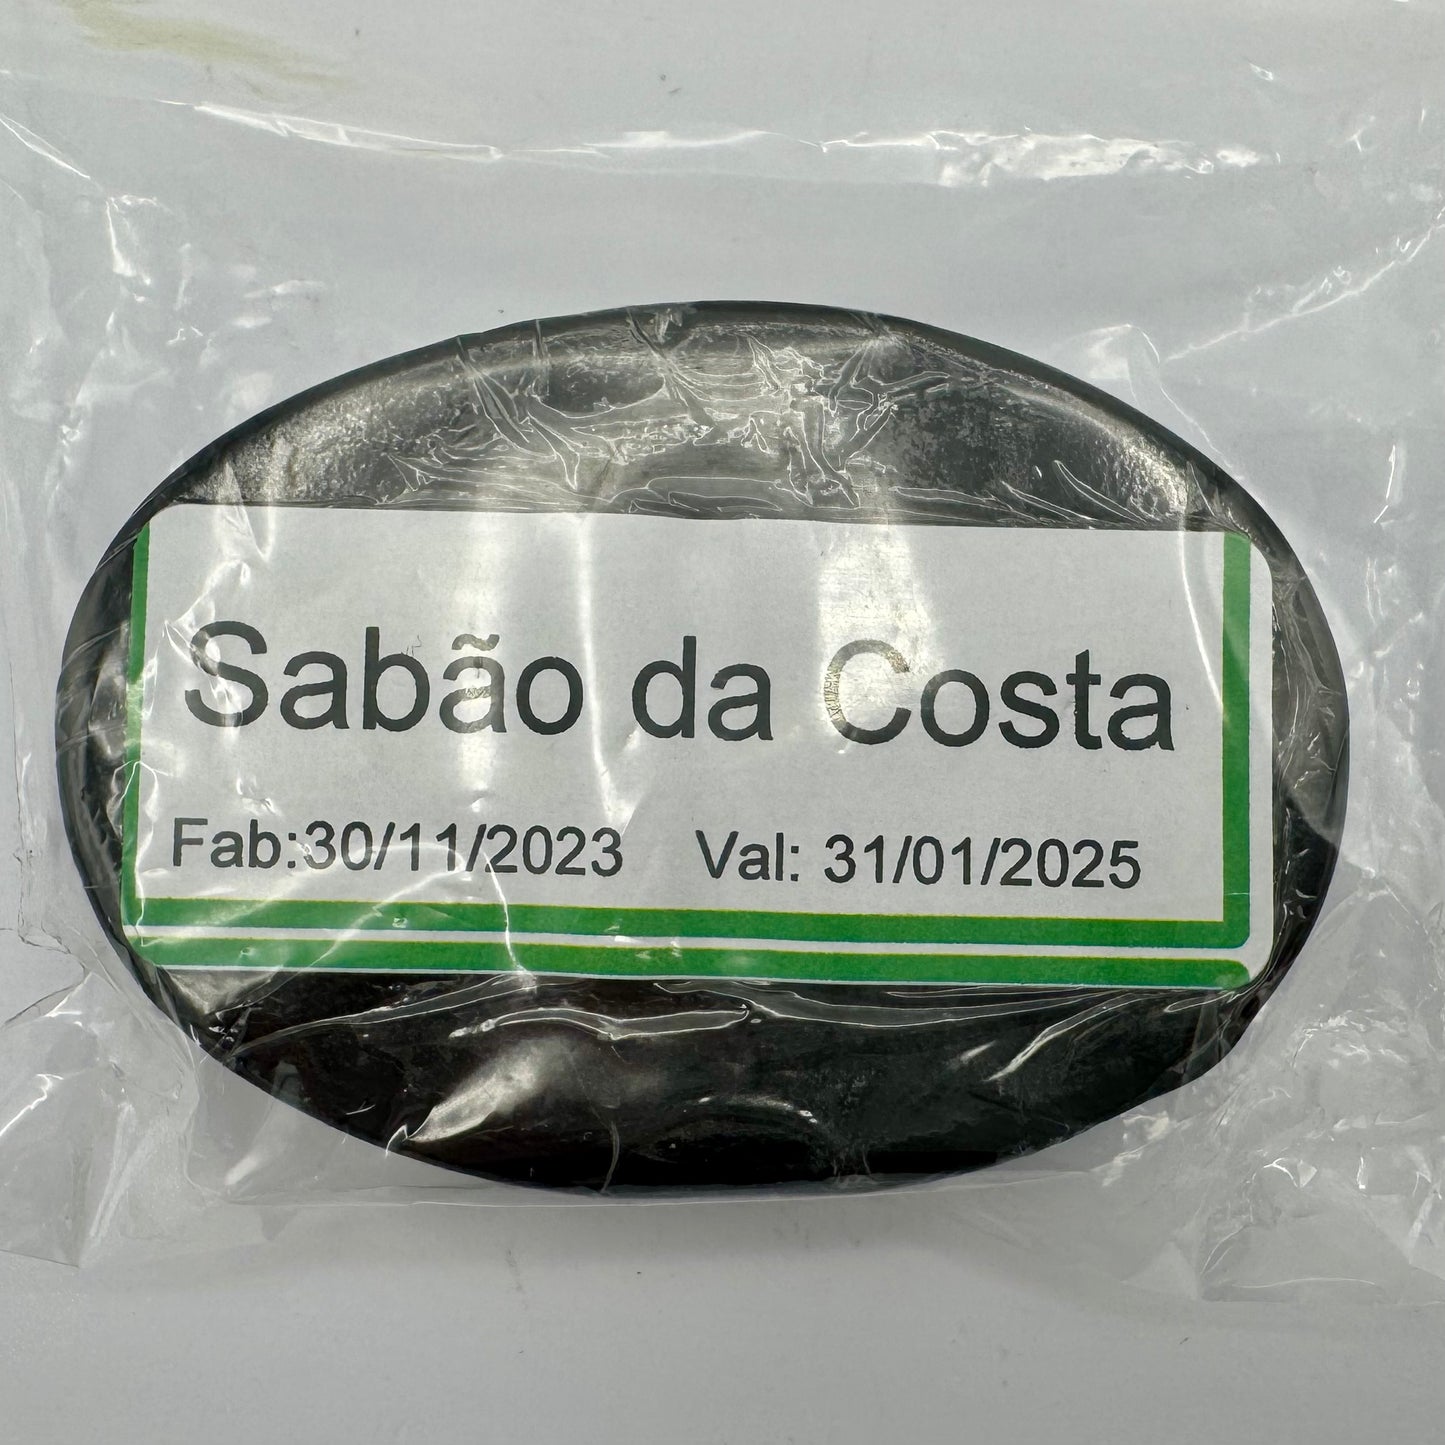 Sabão da Costa
Fab:30/11/2023 Val: 31/01/2025